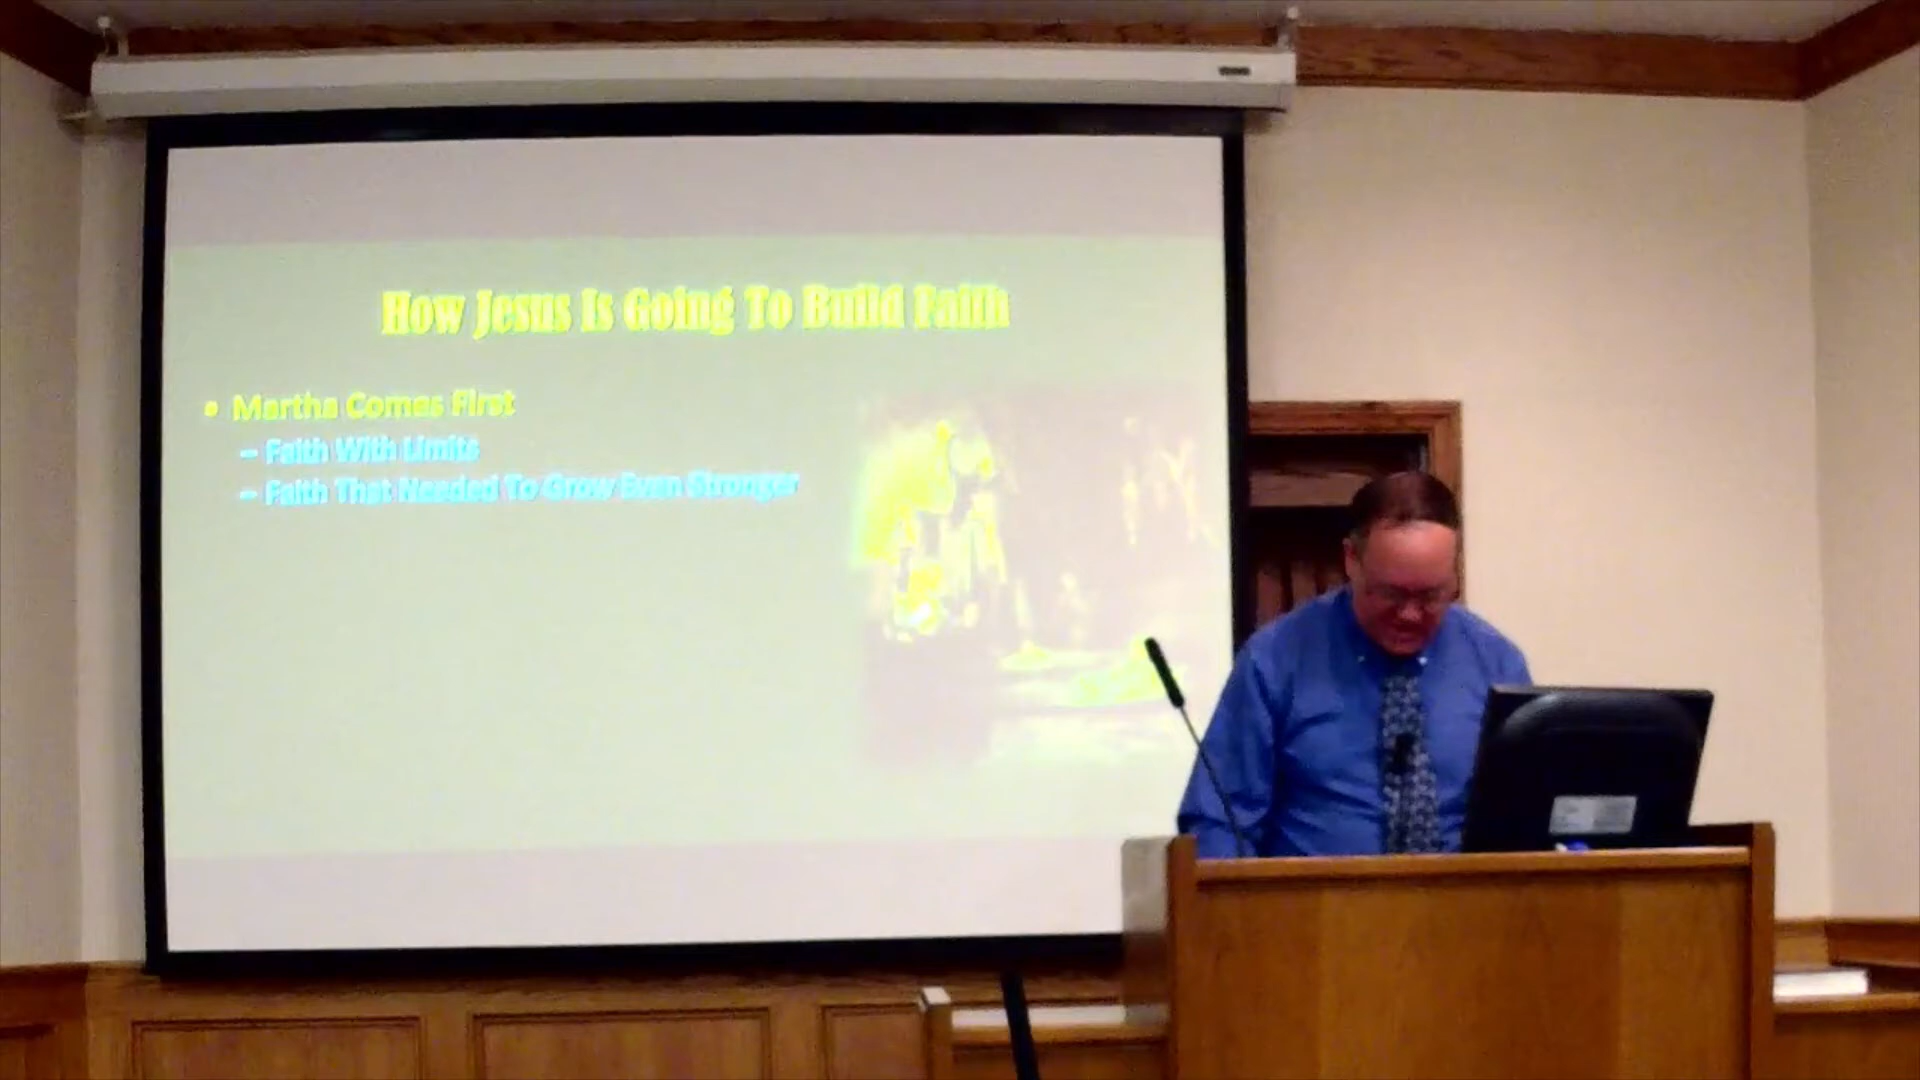 How Jesus Is Going To Build Faith
• Martha Comes First
– Faith With Limits
– Faith That Needed To Grow Even Stronger